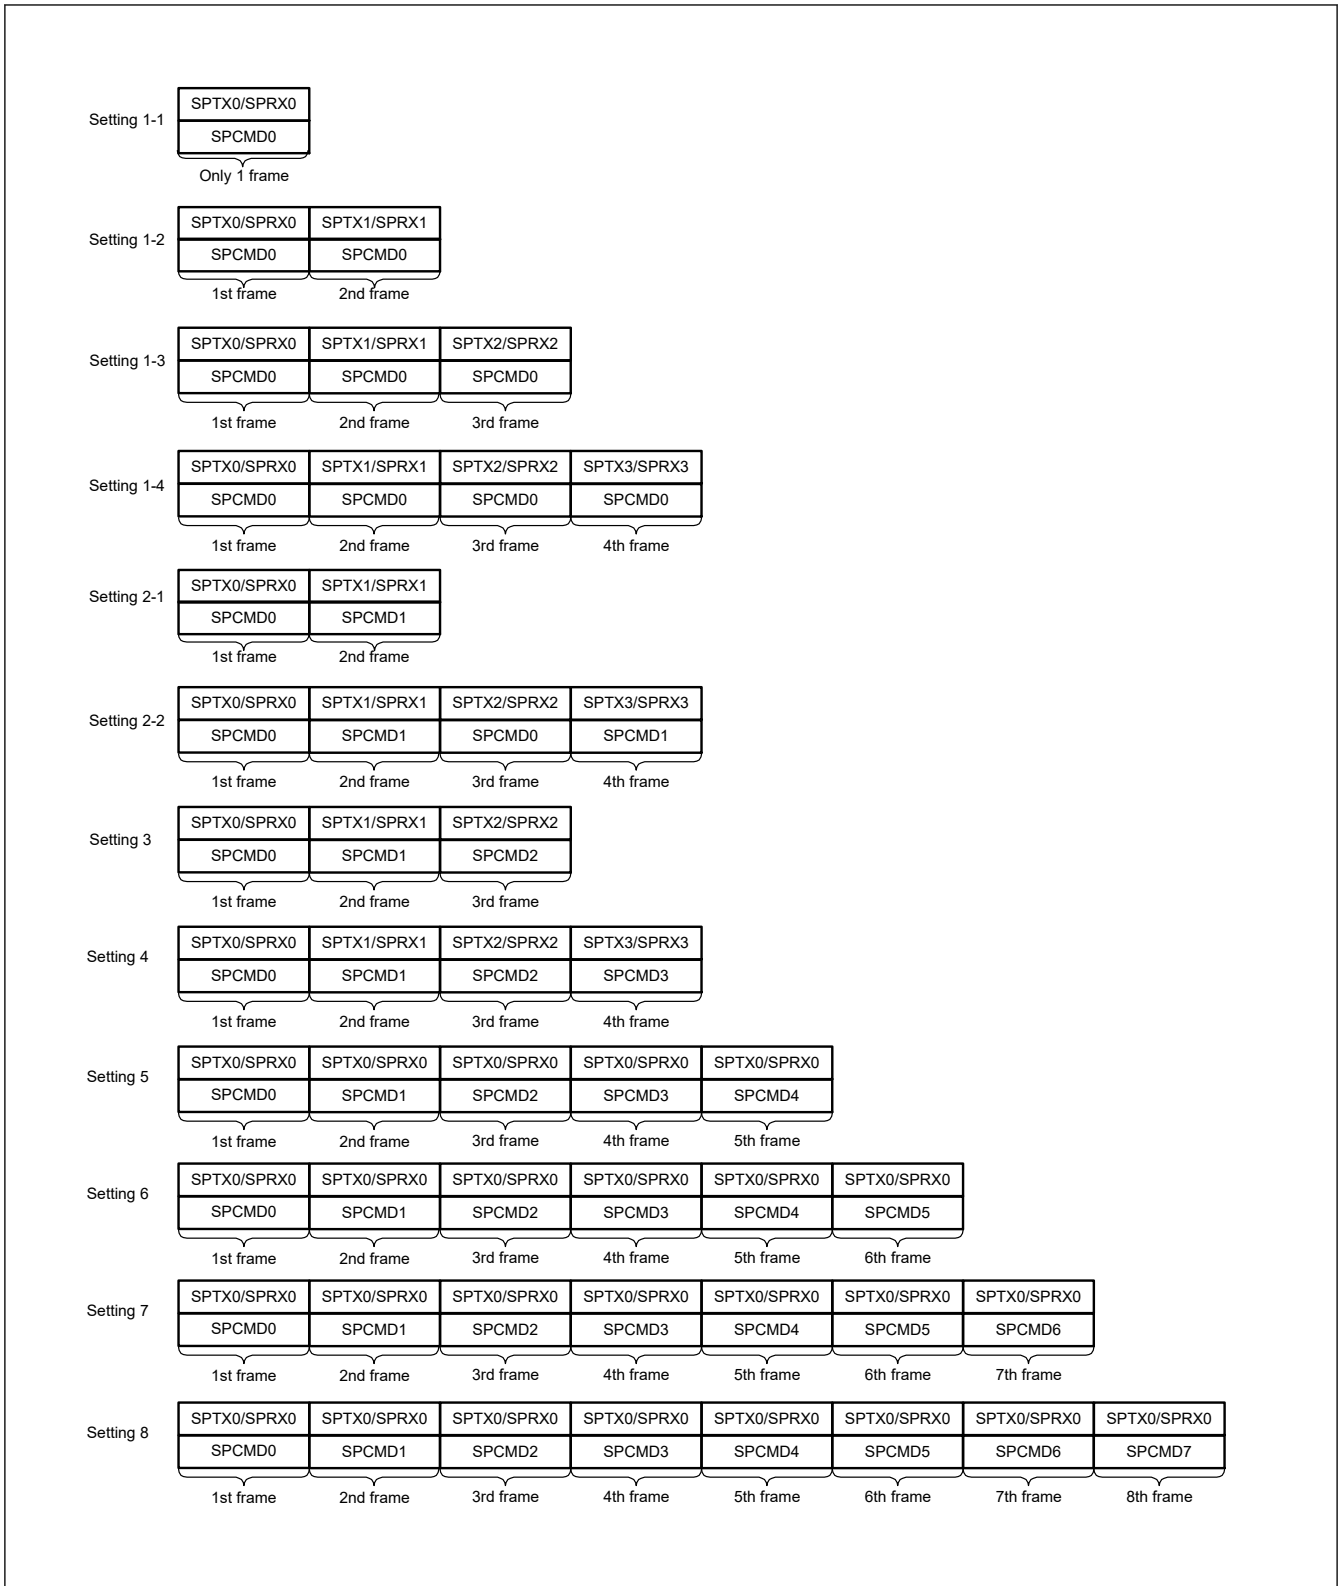 SPTX0/SPRX0
Setting 1-1
SPCMD0
Only 1 frame
SPTX0/SPRX0 SPTX1/SPRX1
Setting 1-2
SPCMD0 SPCMD0
1st frame 2nd frame
SPTX0/SPRX0 SPTX1/SPRX1 SPTX2/SPRX2
Setting 1-3
SPCMD0 SPCMD0 SPCMD0
1st frame 2nd frame 3rd frame
SPTX0/SPRX0 SPTX1/SPRX1 SPTX2/SPRX2 SPTX3/SPRX3
Setting 1-4
SPCMD0 SPCMD0 SPCMD0 SPCMD0
1st frame 2nd frame 3rd frame 4th frame
SPTX0/SPRX0 SPTX1/SPRX1
Setting 2-1
SPCMD0 SPCMD1
1st frame 2nd frame
SPTX0/SPRX0 SPTX1/SPRX1 SPTX2/SPRX2 SPTX3/SPRX3
Setting 2-2
SPCMD0 SPCMD1 SPCMD0 SPCMD1
1st frame 2nd frame 3rd frame 4th frame
SPTX0/SPRX0 SPTX1/SPRX1 SPTX2/SPRX2
Setting 3
SPCMD0 SPCMD1 SPCMD2
1st frame 2nd frame 3rd frame
SPTX0/SPRX0 SPTX1/SPRX1 SPTX2/SPRX2 SPTX3/SPRX3
Setting 4
SPCMD0 SPCMD1 SPCMD2 SPCMD3
1st frame 2nd frame 3rd frame 4th frame
SPTX0/SPRX0 SPTX0/SPRX0 SPTX0/SPRX0 SPTX0/SPRX0 SPTX0/SPRX0
Setting 5
SPCMD0 SPCMD1 SPCMD2 SPCMD3 SPCMD4
1st frame 2nd frame 3rd frame 4th frame 5th frame
SPTX0/SPRX0 SPTX0/SPRX0 SPTX0/SPRX0 SPTX0/SPRX0 SPTX0/SPRX0 SPTX0/SPRX0
Setting 6
SPCMD0 SPCMD1 SPCMD2 SPCMD3 SPCMD4 SPCMD5
1st frame 2nd frame 3rd frame 4th frame 5th frame 6th frame
SPTX0/SPRX0 SPTX0/SPRX0 SPTX0/SPRX0 SPTX0/SPRX0 SPTX0/SPRX0 SPTX0/SPRX0 SPTX0/SPRX0
Setting 7
SPCMD0 SPCMD1 SPCMD2 SPCMD3 SPCMD4 SPCMD5 SPCMD6
1st frame 2nd frame 3rd frame 4th frame 5th frame 6th frame 7th frame
SPTX0/SPRX0 SPTX0/SPRX0 SPTX0/SPRX0 SPTX0/SPRX0 SPTX0/SPRX0 SPTX0/SPRX0 SPTX0/SPRX0 SPTX0/SPRX0
Setting 8
SPCMD0 SPCMD1 SPCMD2 SPCMD3 SPCMD4 SPCMD5 SPCMD6 SPCMD7
1st frame 2nd frame 3rd frame 4th frame 5th frame 6th frame 7th frame 8th frame